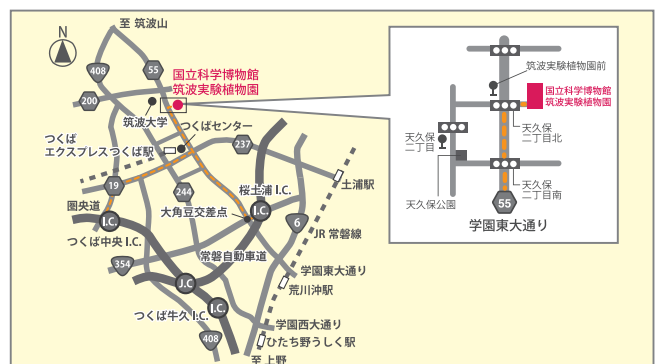 至 筑波山
N
408
55
国立科学博物館
筑波実験植物園
200
筑波大学
つくばセンター
つくば
エクスプレスつくば駅
237
19
244
土浦駅
桜土浦 I.C.
圏央道
大角豆交差点
I.C
I.C
6
つくば中央 I.C.
JR 常磐線
常磐自動車道
354
学園東大通り
J.C
荒川沖駅
I.C.
つくば牛久 I.C.
学園西大通り
408
ひたち野うしく駅
至 上野
筑波実験植物園前
国立科学博物館
筑波実験植物園
天久保
二丁目
天久保
二丁目北
天久保公園
天久保
二丁目南
55
学園東大通り